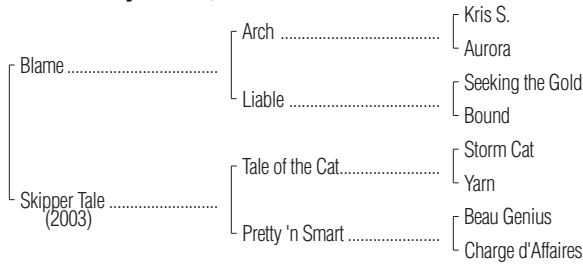 Kris S.
Arch ........................................
Aurora
Blame ......................................
Seeking the Gold
Liable ......................................
Bound
Storm Cat
Tale of the Cat..........................
Yarn
Skipper Tale ............................
(2003)
Beau Genius
Pretty 'n Smart ........................
Charge d'Affaires